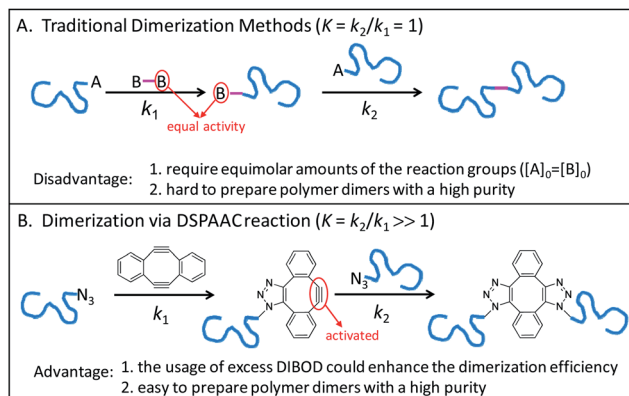 A. Traditional Dimerization Methods (K = k₂/k₁ = 1)
A
B
B
B
A
k₁
k₂
equal activity
Disadvantage:
1. require equimolar amounts of the reaction groups ([A]₀=[B]₀)
2. hard to prepare polymer dimers with a high purity
B. Dimerization via DSPAAC reaction (K = k₂/k₁ >> 1)
N₃
k₁
N
N
N
activated
N₃
k₂
N
N
N
N
N
N
Advantage:
1. the usage of excess DIBOD could enhance the dimerization efficiency
2. easy to prepare polymer dimers with a high purity